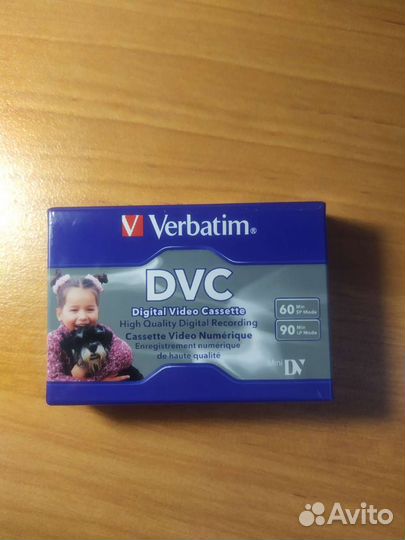 Verbatim®
DVC
Digital Video Cassette
High Quality Digital Recording
Cassette Video Numérique
Enregistrement numérique
de haute qualité
60 Min SP Mode
90 Min LP Mode
Mini DV
Avito